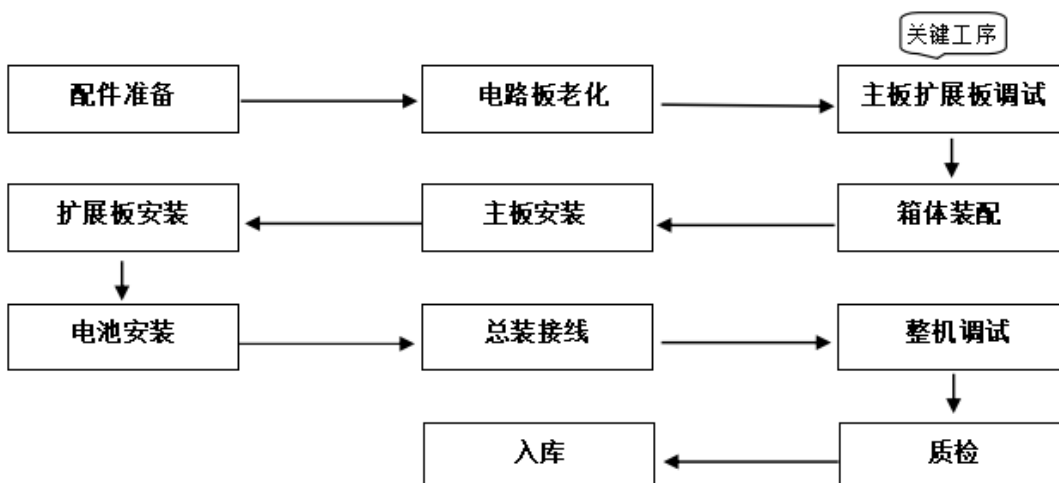 关键工序
配件准备
电路板老化
主板扩展板调试
扩展板安装
主板安装
箱体装配
电池安装
总装接线
整机调试
入库
质检